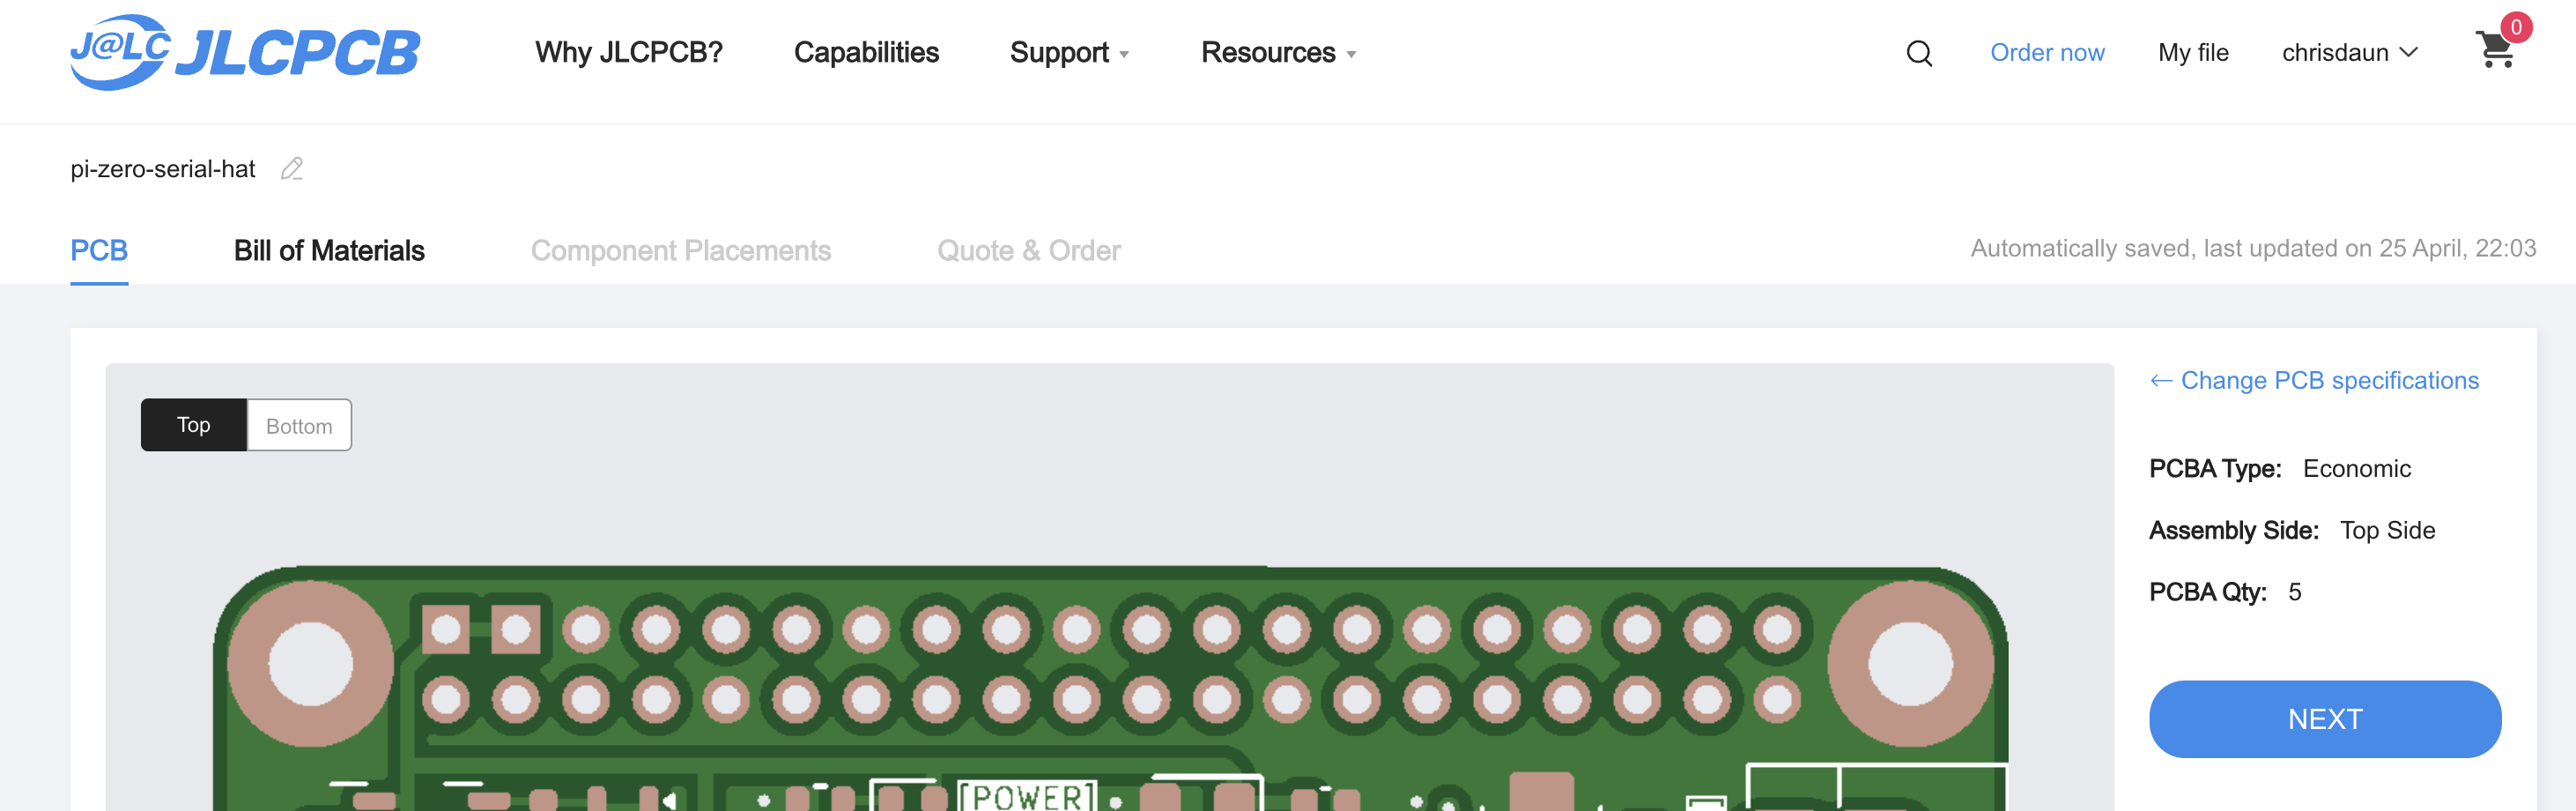 J@LC JLCPCB Why JLCPCB? Capabilities Support Resources Order now My file chrisdaun 0
pi-zero-serial-hat
PCB Bill of Materials Component Placements Quote & Order Automatically saved, last updated on 25 April, 22:03
← Change PCB specifications
Top Bottom
PCBA Type: Economic
Assembly Side: Top Side
PCBA Qty: 5
NEXT
[POWER]